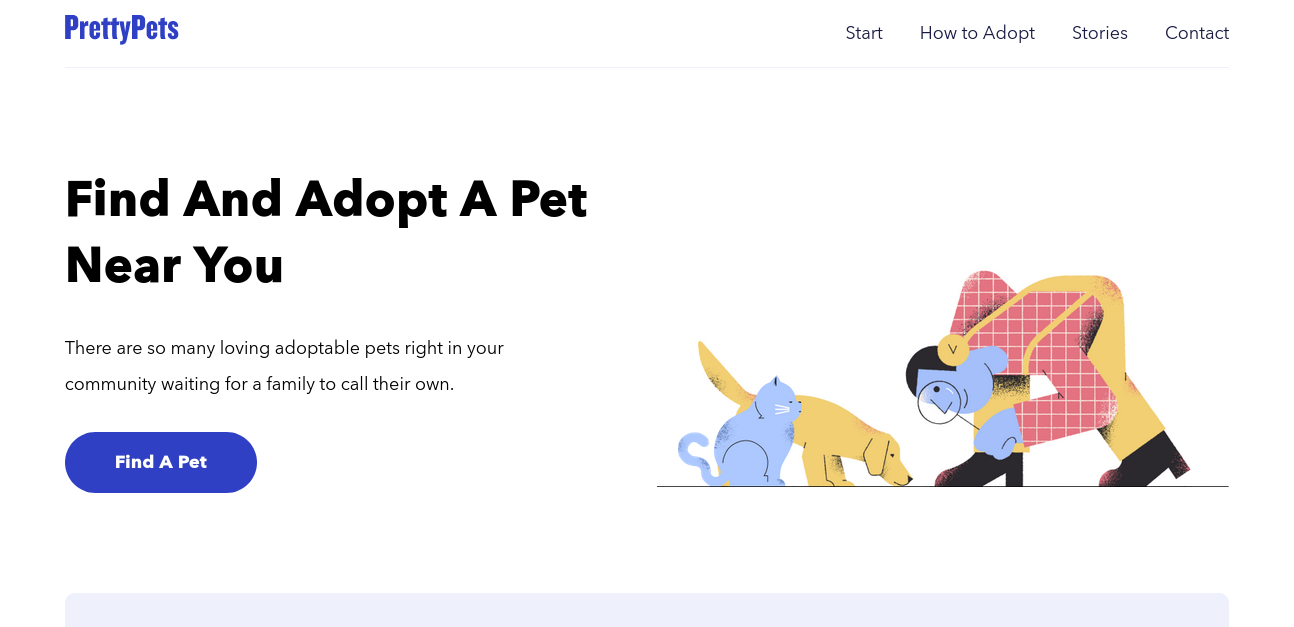 PrettyPets
Start
How to Adopt
Stories
Contact
Find And Adopt A Pet
Near You
There are so many loving adoptable pets right in your
community waiting for a family to call their own.
Find A Pet